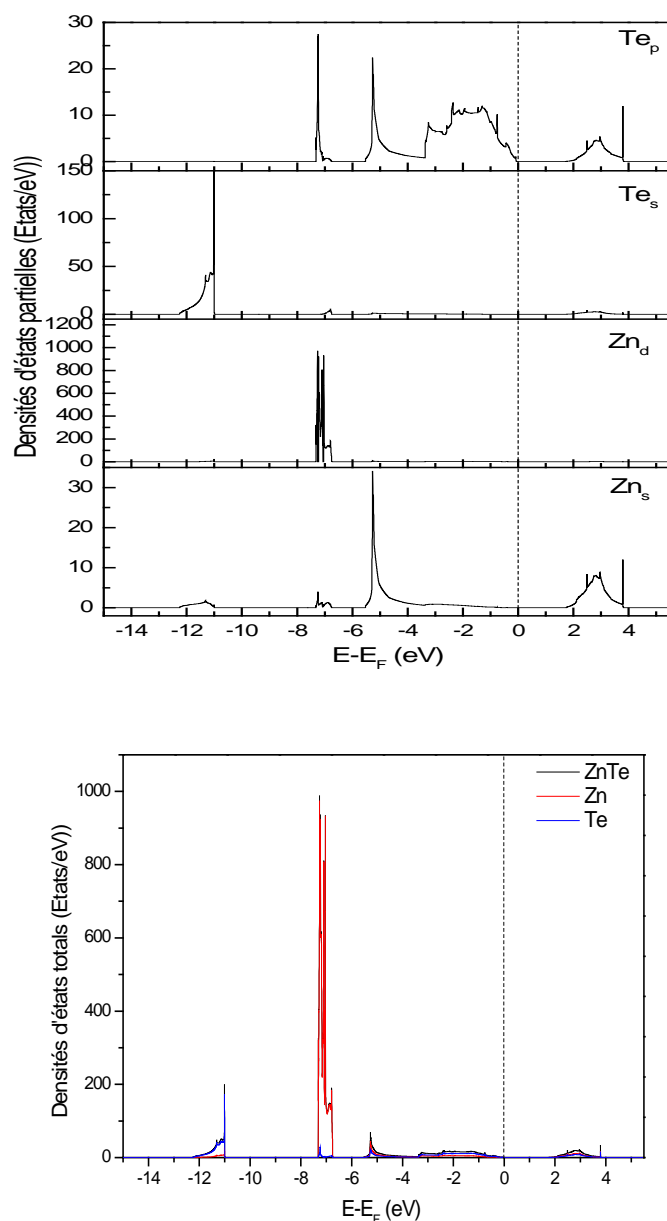 Densités d'états partielles (Etats/eV))
30
20
10
0
Te_p
150
100
50
0
Te_s
1200
1000
800
600
400
200
0
Zn_d
30
20
10
0
Zn_s
-14 -12 -10 -8 -6 -4 -2 0 2 4
E-E_F (eV)
Densités d'états totals (Etats/eV))
1000
800
600
400
200
0
ZnTe
Zn
Te
-14 -12 -10 -8 -6 -4 -2 0 2 4
E-E_F (eV)